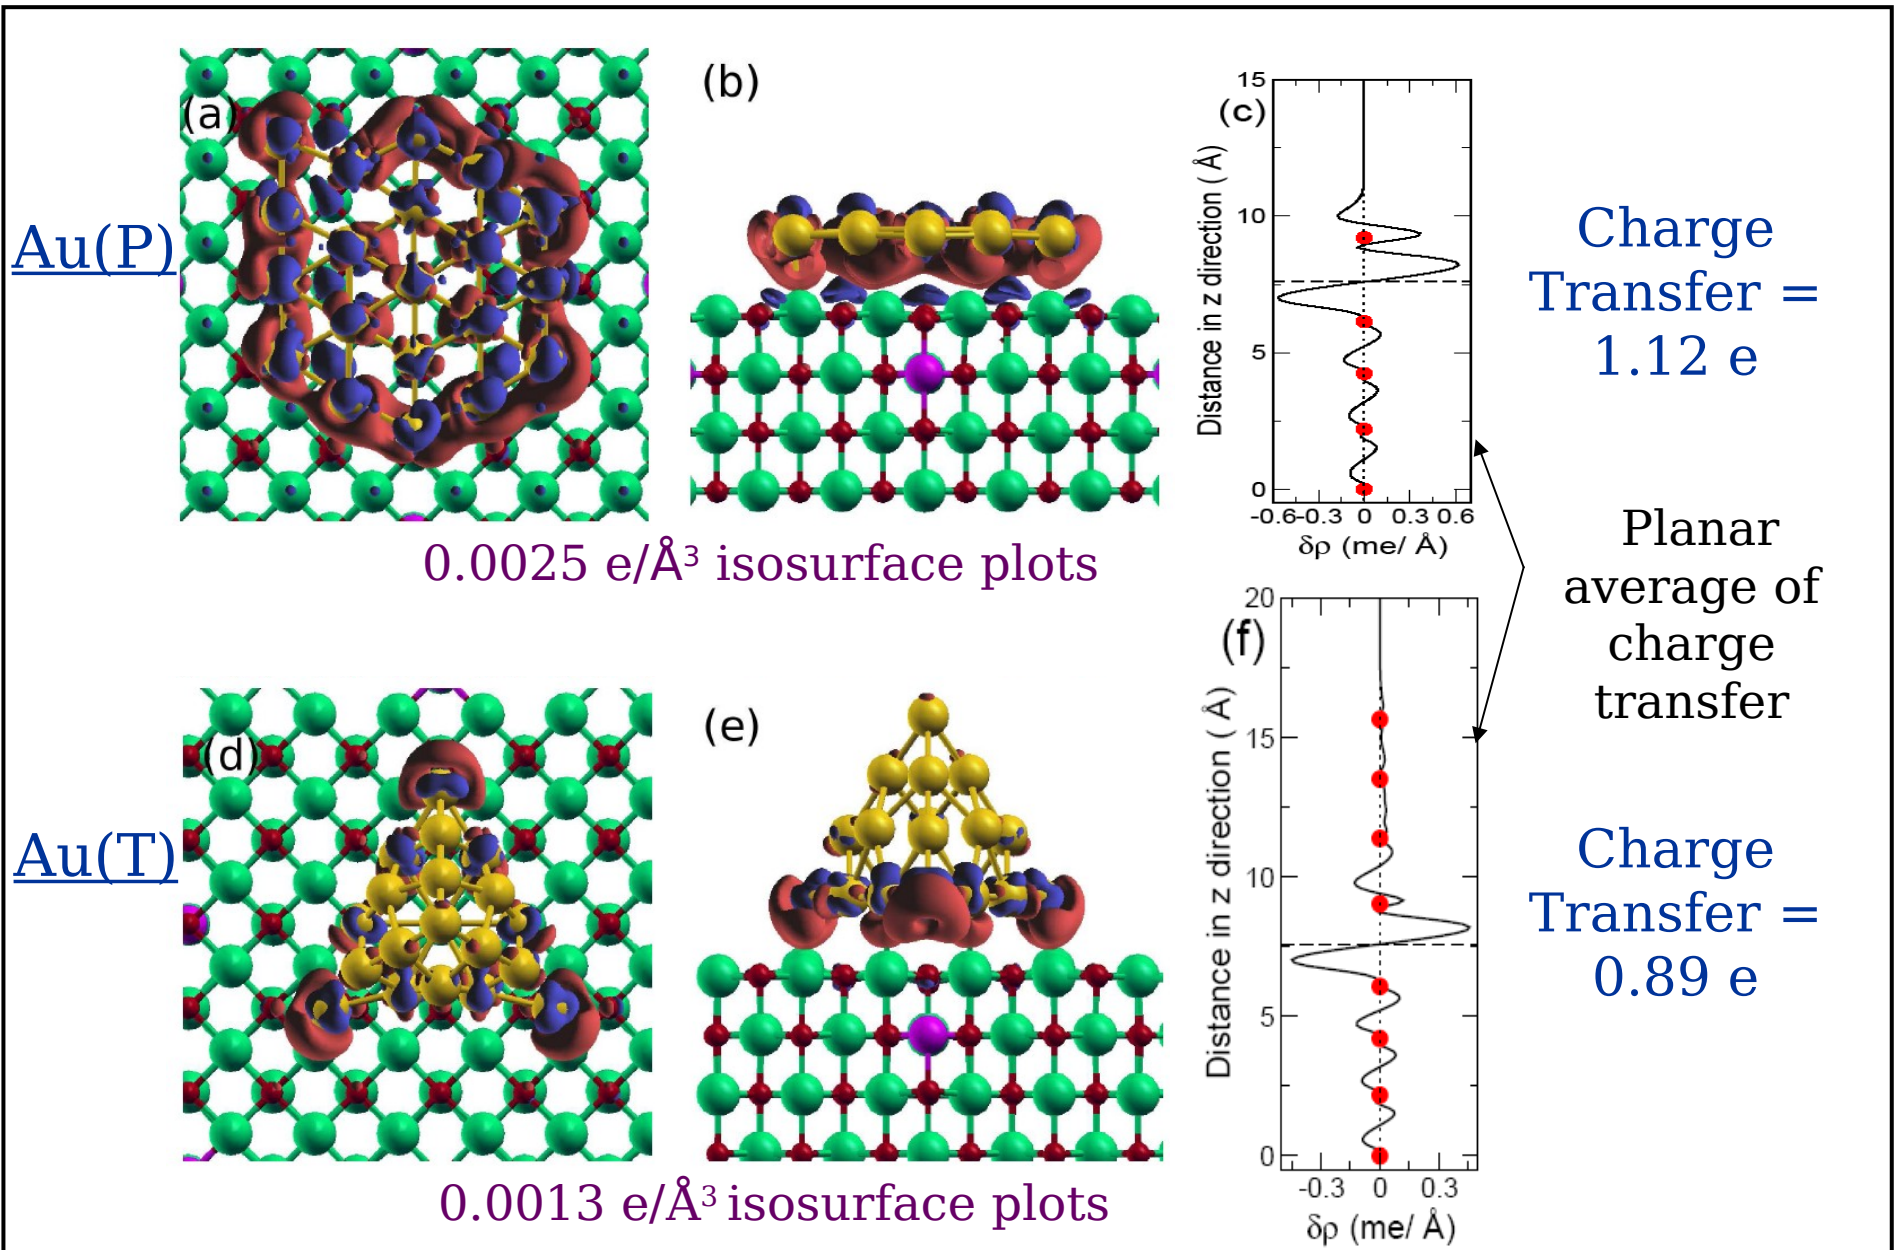 Au(P)
(a)
(b)
(c)
15
10
5
0
Distance in z direction ( Å)
-0.6 -0.3 0 0.3 0.6
δρ (me/ Å)
Charge
Transfer =
1.12 e
0.0025 e/Å³ isosurface plots
Planar
average of
charge
transfer
Au(T)
(d)
(e)
(f)
20
15
10
5
0
Distance in z direction ( Å)
-0.3 0 0.3
δρ (me/ Å)
Charge
Transfer =
0.89 e
0.0013 e/Å³ isosurface plots